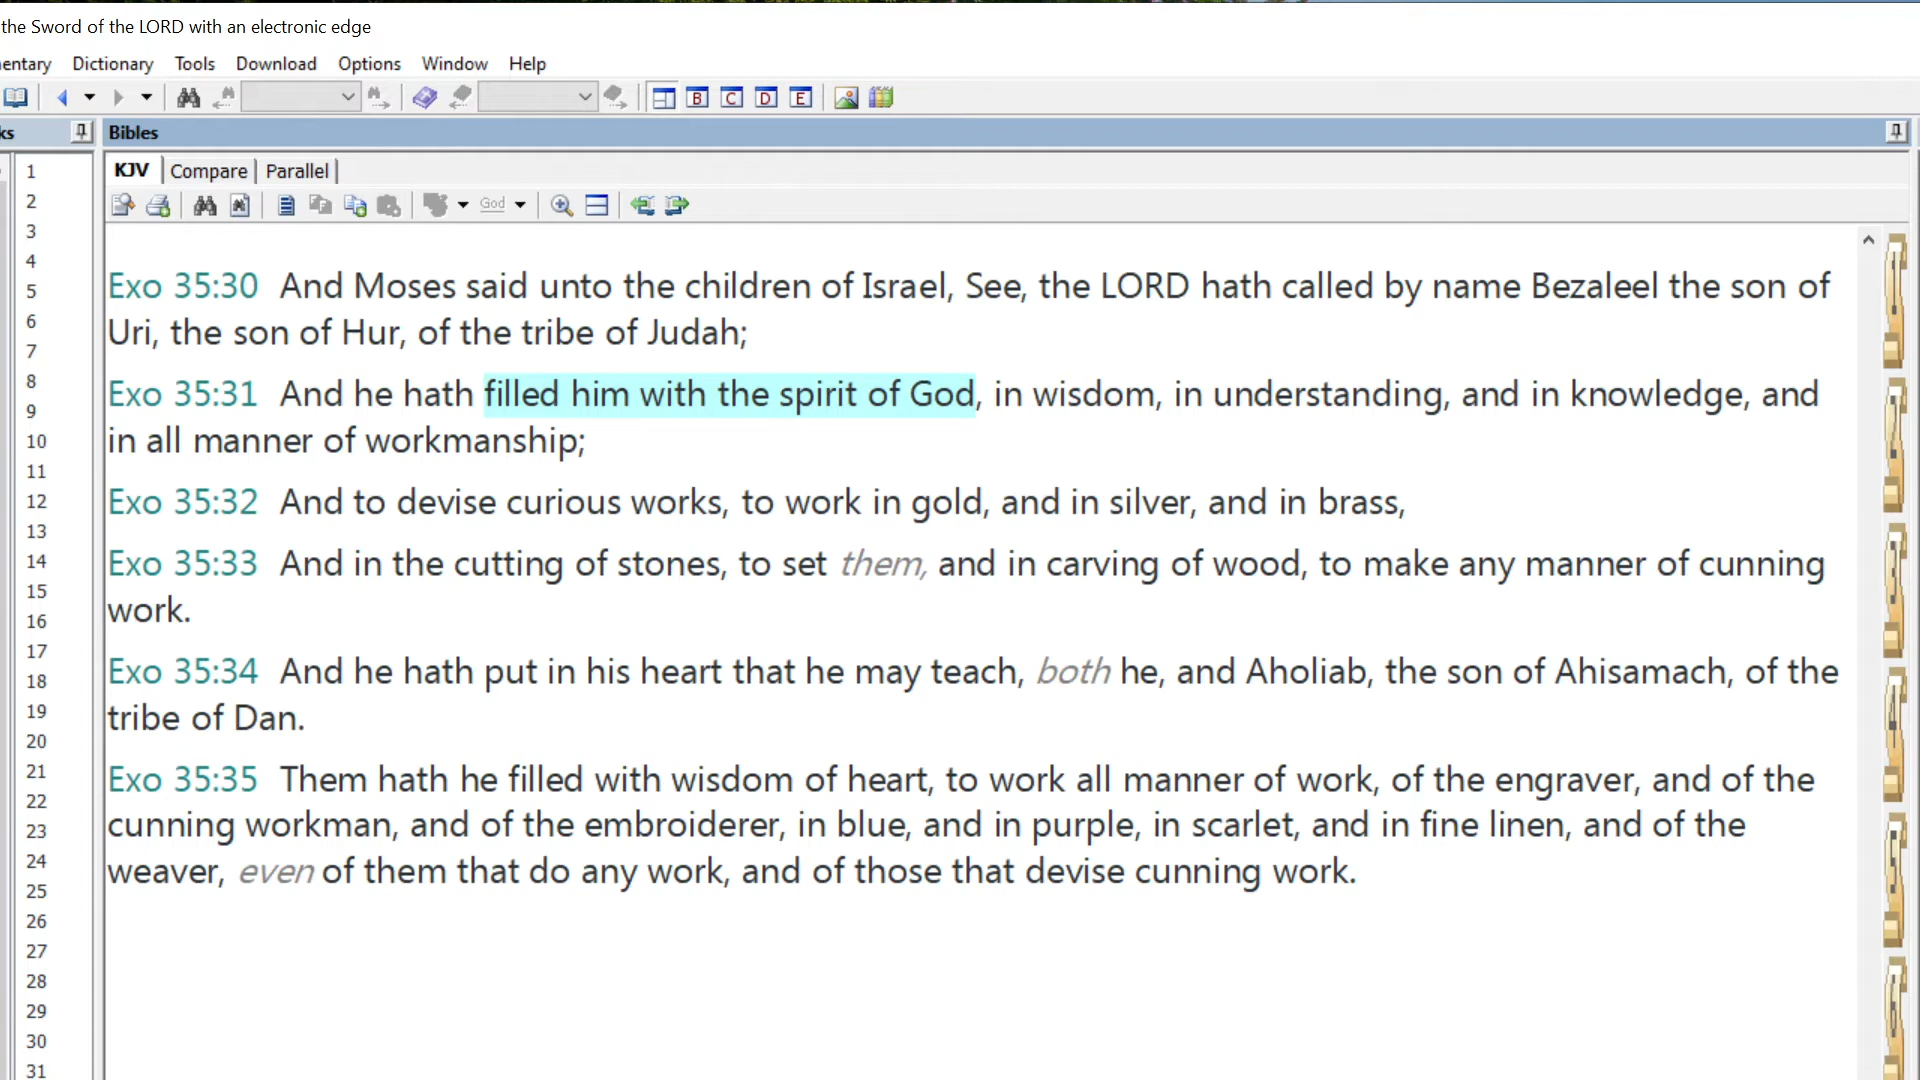 the Sword of the LORD with an electronic edge
entary Dictionary Tools Download Options Window Help
B C D E
ks Bibles
KJV Compare Parallel
God
1
2
3
4
5
6
7
8
9
10
11
12
13
14
15
16
17
18
19
20
21
22
23
24
25
26
27
28
29
30
31
Exo 35:30 And Moses said unto the children of Israel, See, the LORD hath called by name Bezaleel the son of
Uri, the son of Hur, of the tribe of Judah;
Exo 35:31 And he hath filled him with the spirit of God, in wisdom, in understanding, and in knowledge, and
in all manner of workmanship;
Exo 35:32 And to devise curious works, to work in gold, and in silver, and in brass,
Exo 35:33 And in the cutting of stones, to set them, and in carving of wood, to make any manner of cunning
work.
Exo 35:34 And he hath put in his heart that he may teach, both he, and Aholiab, the son of Ahisamach, of the
tribe of Dan.
Exo 35:35 Them hath he filled with wisdom of heart, to work all manner of work, of the engraver, and of the
cunning workman, and of the embroiderer, in blue, and in purple, in scarlet, and in fine linen, and of the
weaver, even of them that do any work, and of those that devise cunning work.